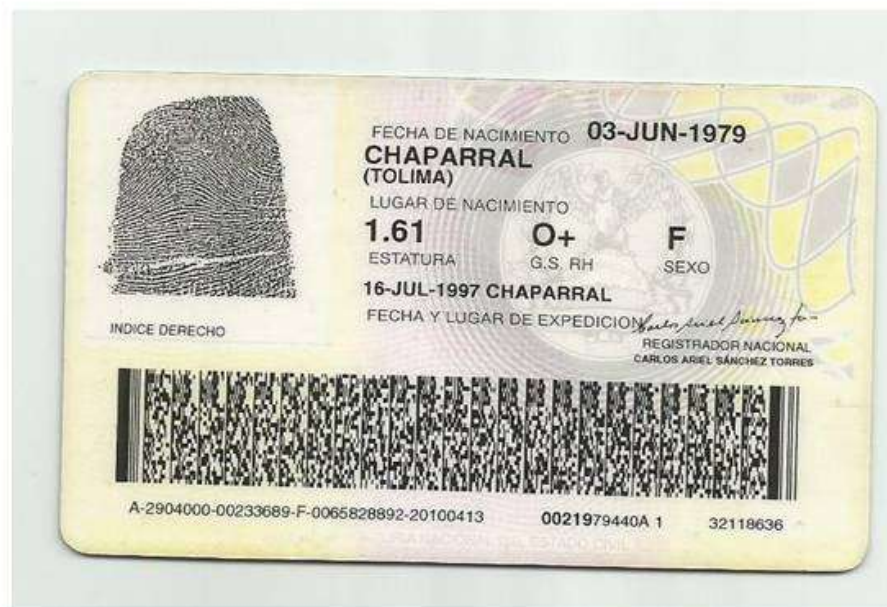 FECHA DE NACIMIENTO 03-JUN-1979
CHAPARRAL
(TOLIMA)
LUGAR DE NACIMIENTO
1.61 O+ F
ESTATURA G.S. RH SEXO
16-JUL-1997 CHAPARRAL
FECHA Y LUGAR DE EXPEDICION
INDICE DERECHO
REGISTRADOR NACIONAL
CARLOS ARIEL SÁNCHEZ TORRES
A-2904000-00233689-F-0065828892-20100413 0021979440A 1 32118636